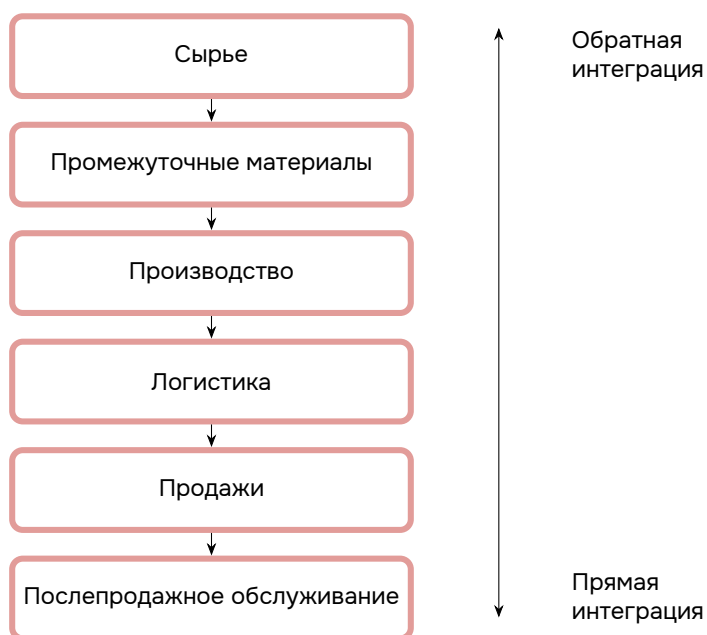 Сырье
Обратная
интеграция
Промежуточные материалы
Производство
Логистика
Продажи
Послепродажное обслуживание
Прямая
интеграция